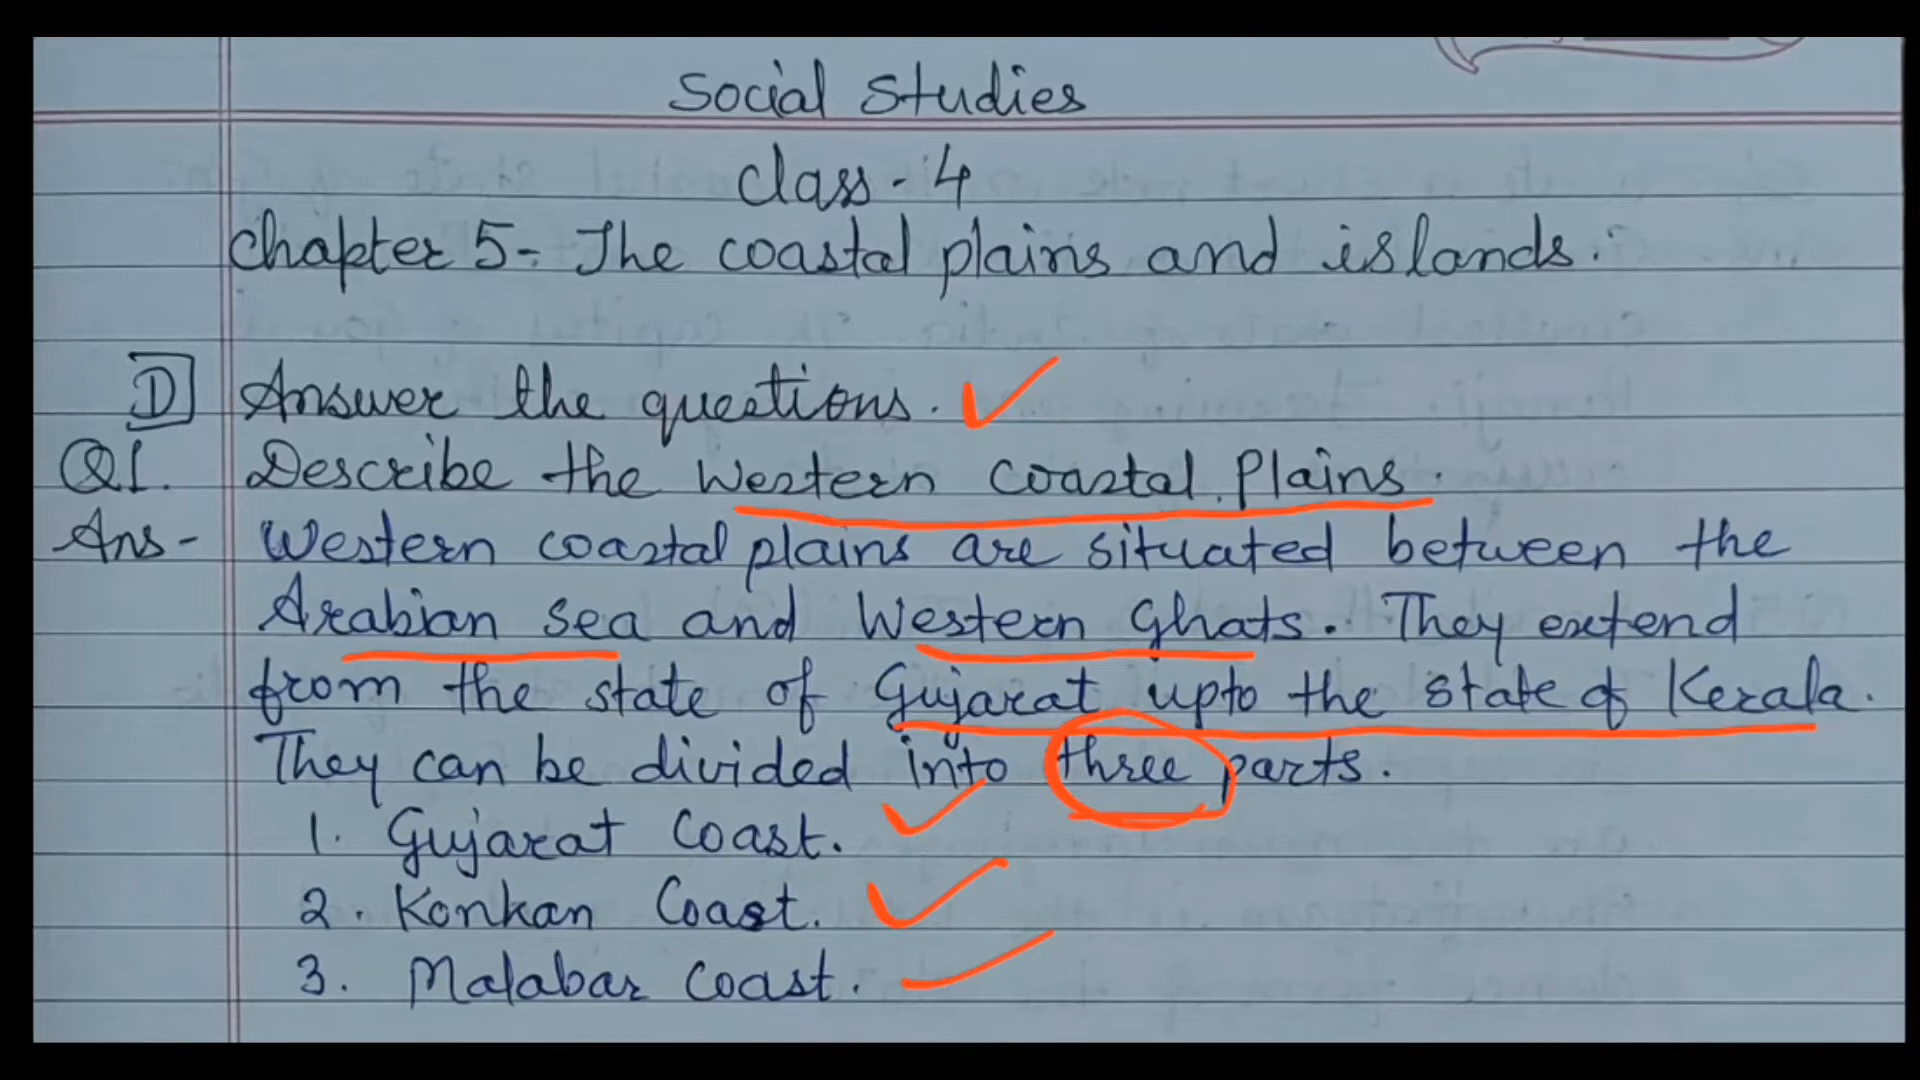 Social Studies
Class-4
Chapter 5- The coastal plains and islands.
D Answer the questions.
Q1. Describe the Western Coastal Plains.
Ans- Western coastal plains are situated between the
Arabian sea and Western Ghats. They extend
from the state of Gujarat upto the state of Kerala.
They can be divided into three parts.
1. Gujarat Coast.
2. Konkan Coast.
3. Malabar Coast.